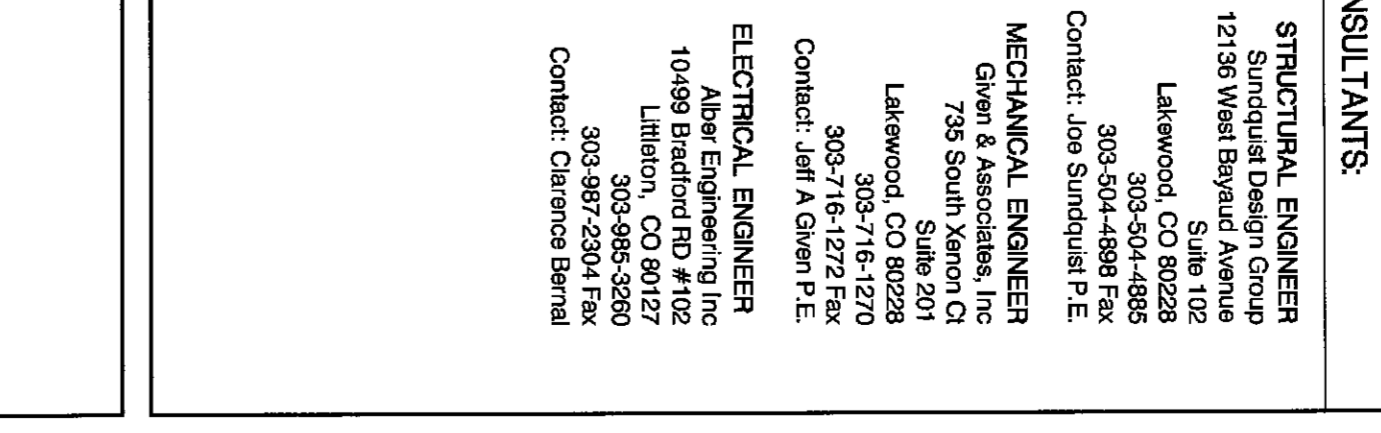 NSULTANTS:
STRUCTURAL ENGINEER
Sundquist Design Group
12136 West Bayaud Avenue
Suite 102
Lakewood, CO 80228
303-504-4885
303-504-4898 Fax
Contact: Joe Sundquist P.E.
MECHANICAL ENGINEER
Given & Associates, Inc
735 South Xenon Ct
Suite 201
Lakewood, CO 80228
303-716-1270
303-716-1272 Fax
Contact: Jeff A Given P.E.
ELECTRICAL ENGINEER
Alber Engineering Inc
10499 Bradford RD #102
Littleton, CO 80127
303-985-3260
303-987-2304 Fax
Contact: Clarence Bernal